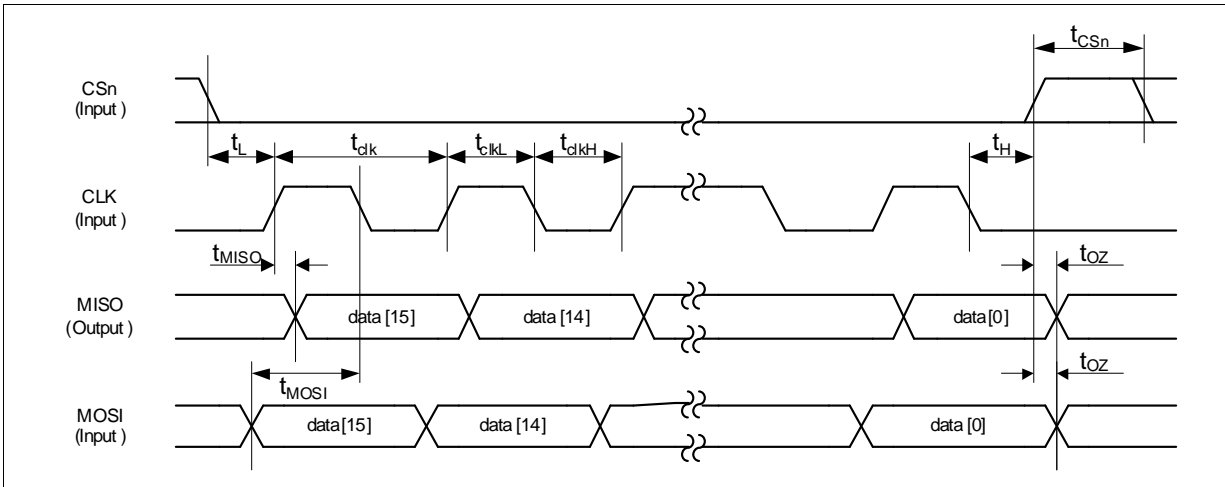 tCSn
CSn
(Input )
tL
tclk
tclkL
tclkH
tH
CLK
(Input )
tMISO
tOZ
MISO
(Output )
data [15]
data [14]
data[0]
tMOSI
tOZ
MOSI
(Input )
data[15]
data [14]
data [0]